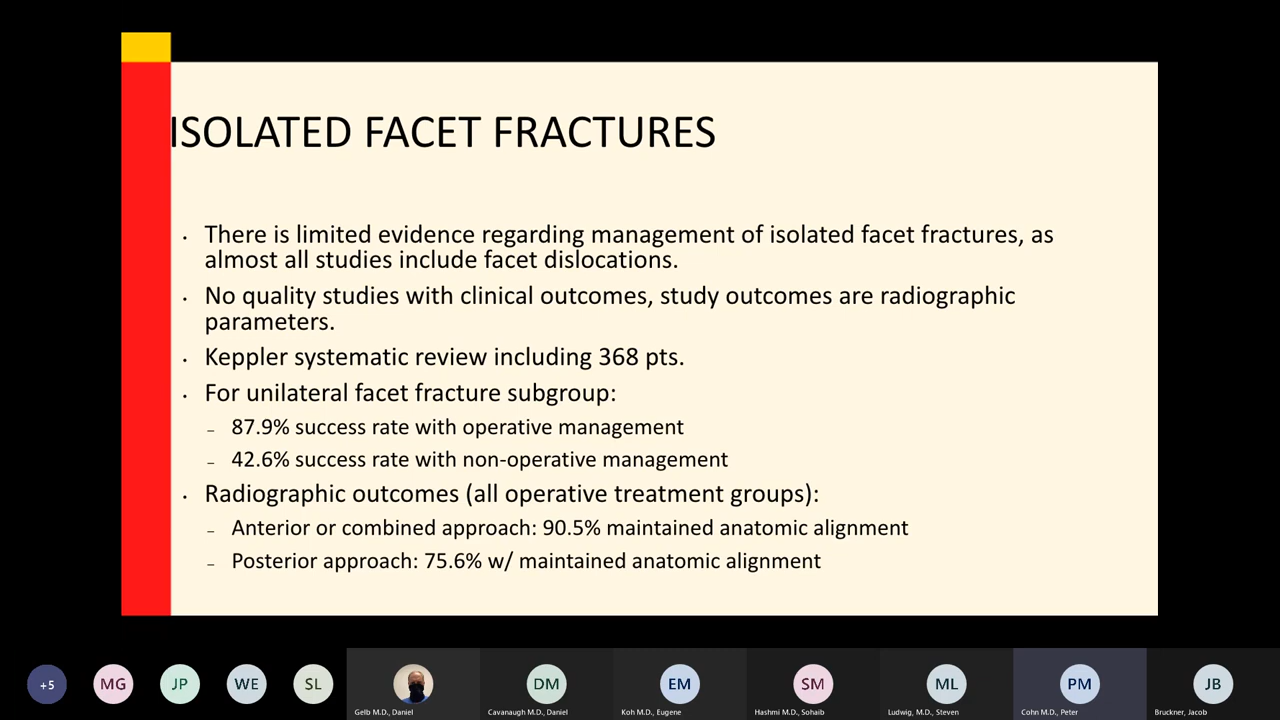 ISOLATED FACET FRACTURES
• There is limited evidence regarding management of isolated facet fractures, as
almost all studies include facet dislocations.
• No quality studies with clinical outcomes, study outcomes are radiographic
parameters.
• Keppler systematic review including 368 pts.
• For unilateral facet fracture subgroup:
– 87.9% success rate with operative management
– 42.6% success rate with non-operative management
• Radiographic outcomes (all operative treatment groups):
– Anterior or combined approach: 90.5% maintained anatomic alignment
– Posterior approach: 75.6% w/ maintained anatomic alignment
+5 MG JP WE SL DM EM SM ML PM JB
Gelb M.D., Daniel Cavanaugh M.D., Daniel Koh M.D., Eugene Hashmi M.D., Sohaib Ludwig, M.D., Steven Cohn M.D., Peter Bruckner, Jacob